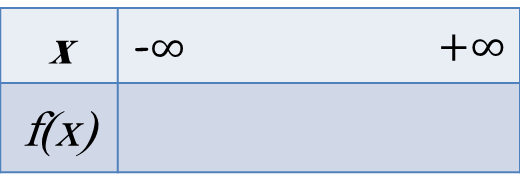 x -∞ +∞
f(x)